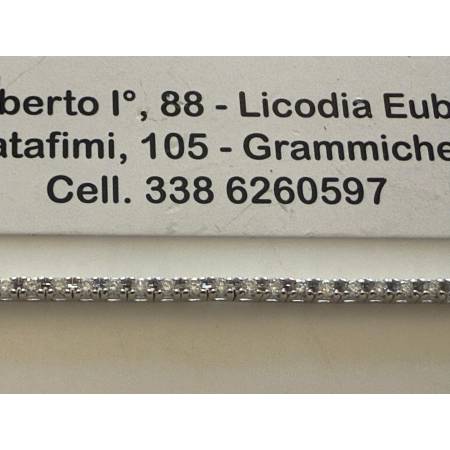 berto I°, 88 - Licodia Eub
atafimi, 105 - Grammiche
Cell. 338 6260597